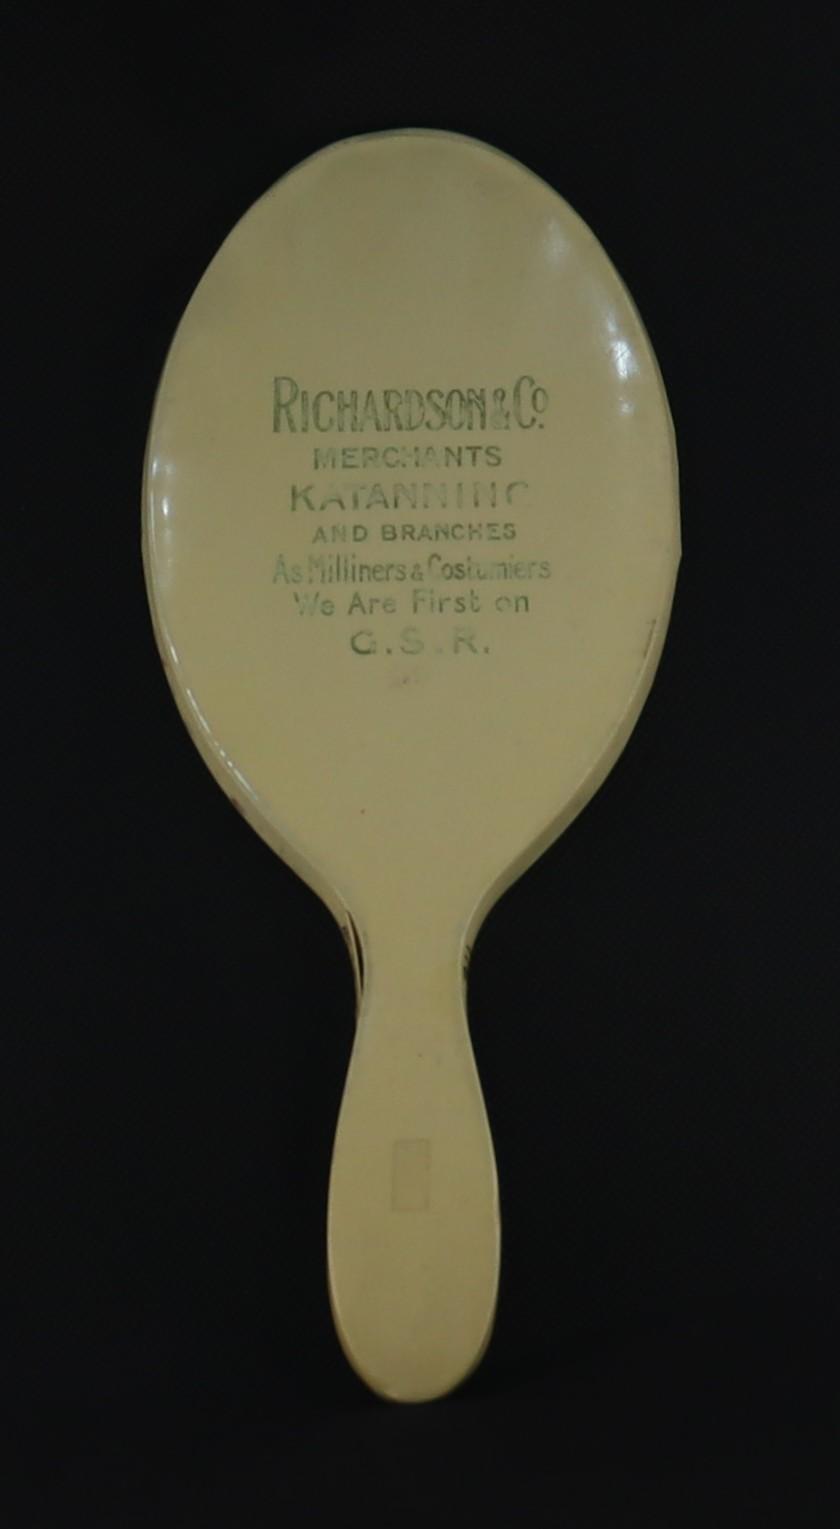 RICHARDSON & Co.
MERCHANTS
KATANNING
AND BRANCHES
As Milliners & Costumiers
We Are First on
G.S.R.